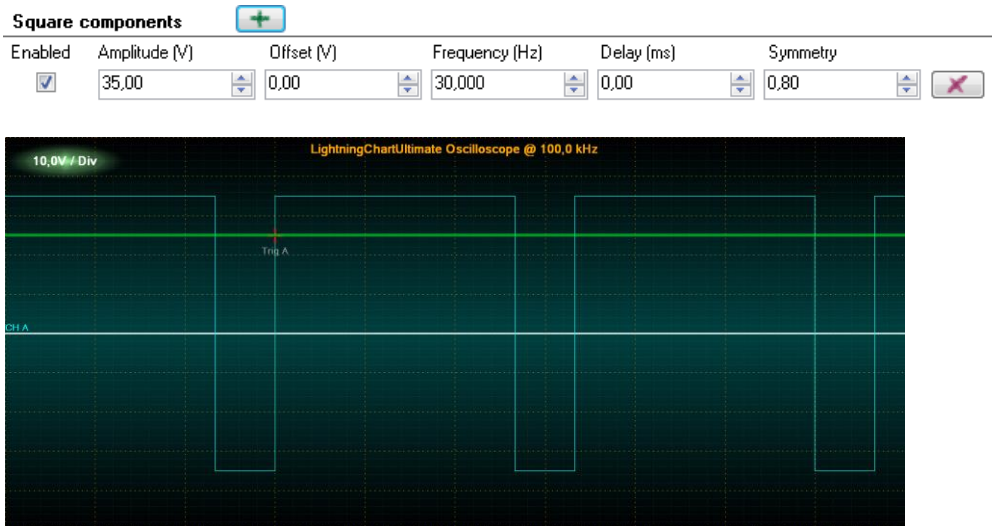 Square components
Enabled Amplitude (V) Offset (V) Frequency (Hz) Delay (ms) Symmetry
35,00 0,00 30,000 0,00 0,80
LightningChartUltimate Oscilloscope @ 100,0 kHz
10,0V / Div
Trig A
CH A